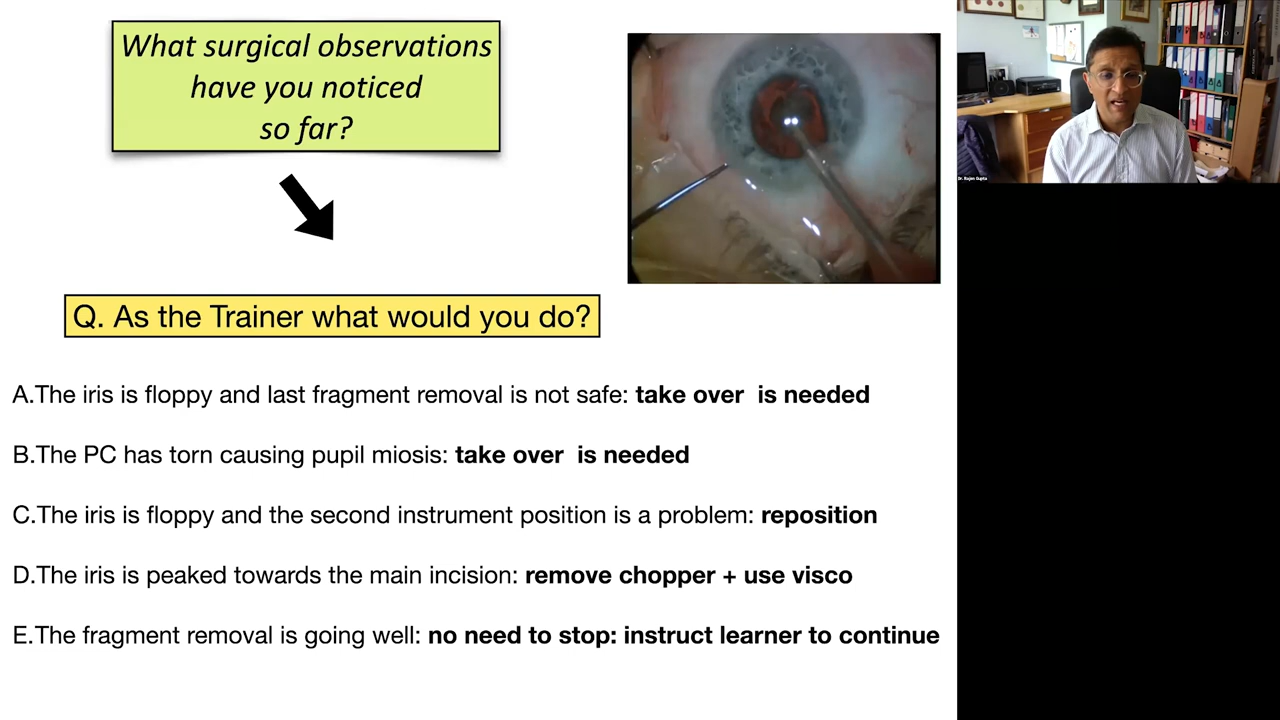 What surgical observations
have you noticed
so far?
Q. As the Trainer what would you do?
A.The iris is floppy and last fragment removal is not safe: take over  is needed
B.The PC has torn causing pupil miosis: take over  is needed
C.The iris is floppy and the second instrument position is a problem: reposition
D.The iris is peaked towards the main incision: remove chopper + use visco
E.The fragment removal is going well: no need to stop: instruct learner to continue
Dr. Rajen Gupta